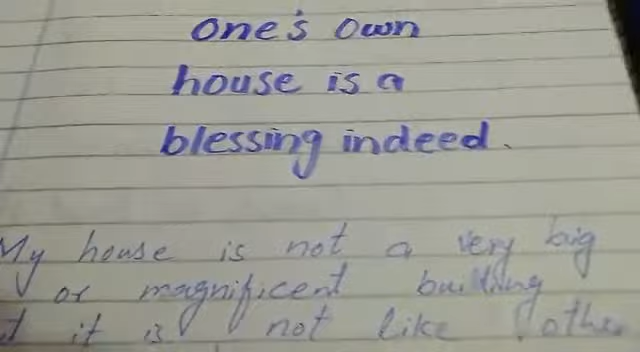 one's own
house is a
blessing indeed.
My house is not a very big
or magnificent building
it is not like